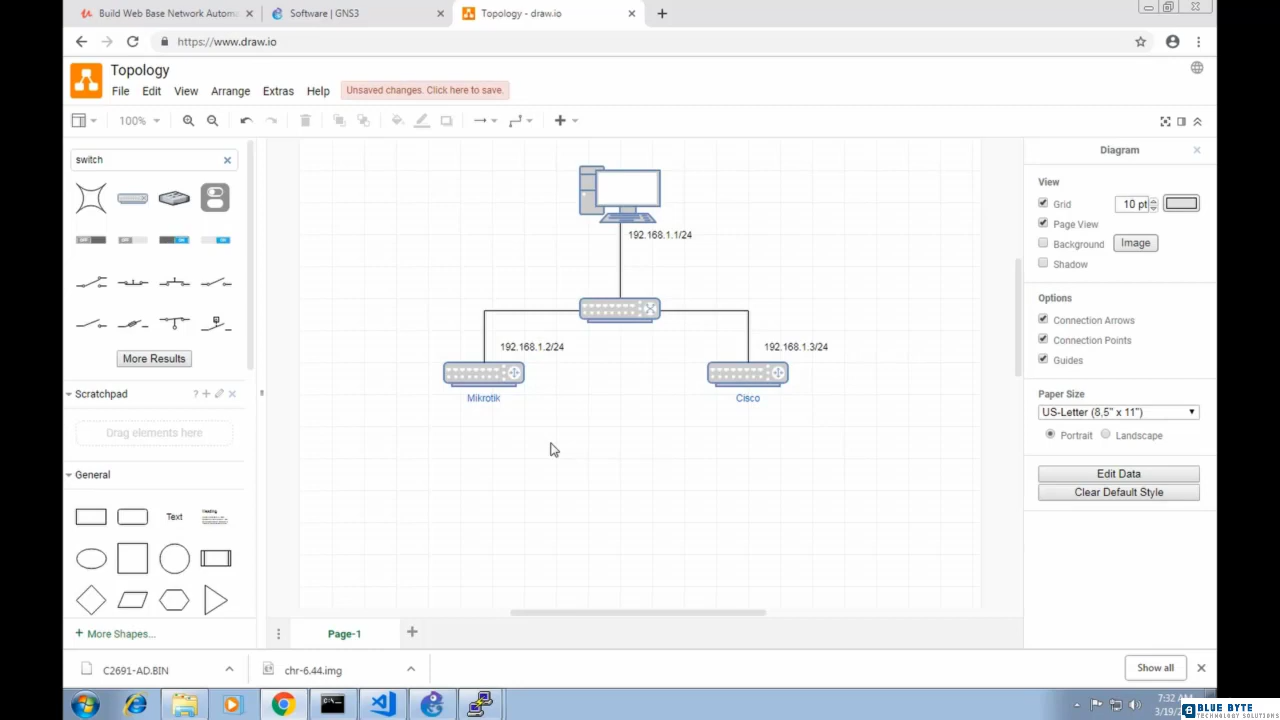 Build Web Base Network Autom
Software | GNS3
Topology - draw.io
https://www.draw.io
Topology
File Edit View Arrange Extras Help
Unsaved changes. Click here to save.
100%
switch
More Results
Scratchpad
Drag elements here
General
Text
Heading
More Shapes...
192.168.1.1/24
192.168.1.2/24
192.168.1.3/24
Mikrotik
Cisco
Page-1
Diagram
View
Grid
10 pt
Page View
Background
Image
Shadow
Options
Connection Arrows
Connection Points
Guides
Paper Size
US-Letter (8,5" x 11")
Portrait
Landscape
Edit Data
Clear Default Style
C2691-AD.BIN
chr-6.44.img
Show all
7:32
BLUE BYTE
TECHNOLOGY SOLUTIONS